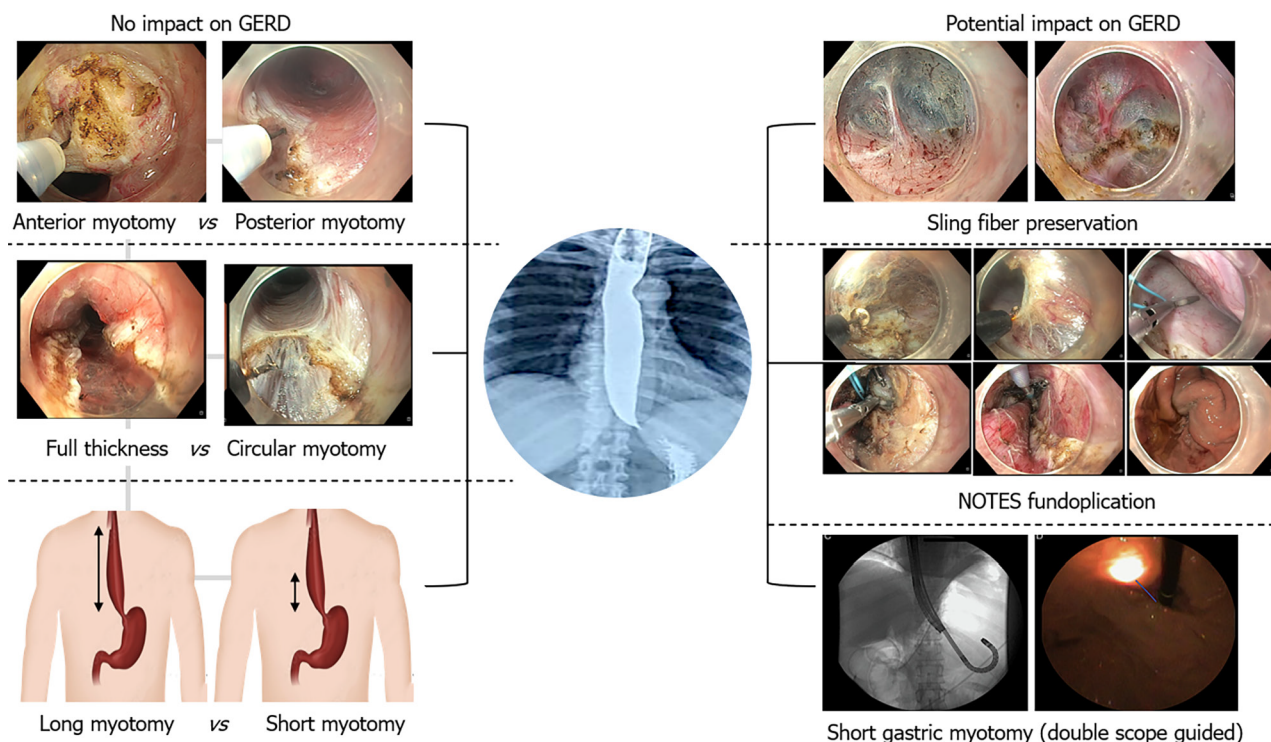 No impact on GERD
Anterior myotomy vs Posterior myotomy
Full thickness vs Circular myotomy
Long myotomy vs Short myotomy
Potential impact on GERD
Sling fiber preservation
NOTES fundoplication
C
D
Short gastric myotomy (double scope guided)